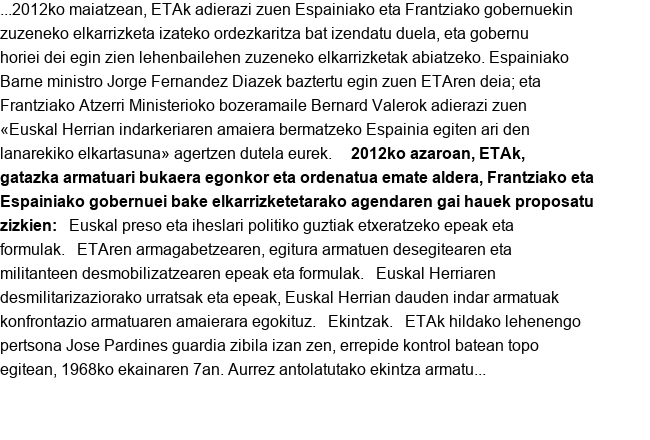 ...2012ko maiatzean, ETAk adierazi zuen Espainiako eta Frantziako gobernuekin
zuzeneko elkarrizketa izateko ordezkaritza bat izendatu duela, eta gobernu
horiei dei egin zien lehenbailehen zuzeneko elkarrizketak abiatzeko. Espainiako
Barne ministro Jorge Fernandez Diazek baztertu egin zuen ETAren deia; eta
Frantziako Atzerri Ministerioko bozeramaile Bernard Valerok adierazi zuen
«Euskal Herrian indarkeriaren amaiera bermatzeko Espainia egiten ari den
lanarekiko elkartasuna» agertzen dutela eurek. 2012ko azaroan, ETAk,
gatazka armatuari bukaera egonkor eta ordenatua emate aldera, Frantziako eta
Espainiako gobernuei bake elkarrizketetarako agendaren gai hauek proposatu
zizkien: Euskal preso eta iheslari politiko guztiak etxeratzeko epeak eta
formulak. ETAren armagabetzearen, egitura armatuen desegitearen eta
militanteen desmobilizatzearen epeak eta formulak. Euskal Herriaren
desmilitarizaziorako urratsak eta epeak, Euskal Herrian dauden indar armatuak
konfrontazio armatuaren amaierara egokituz. Ekintzak. ETAk hildako lehenengo
pertsona Jose Pardines guardia zibila izan zen, errepide kontrol batean topo
egitean, 1968ko ekainaren 7an. Aurrez antolatutako ekintza armatu...